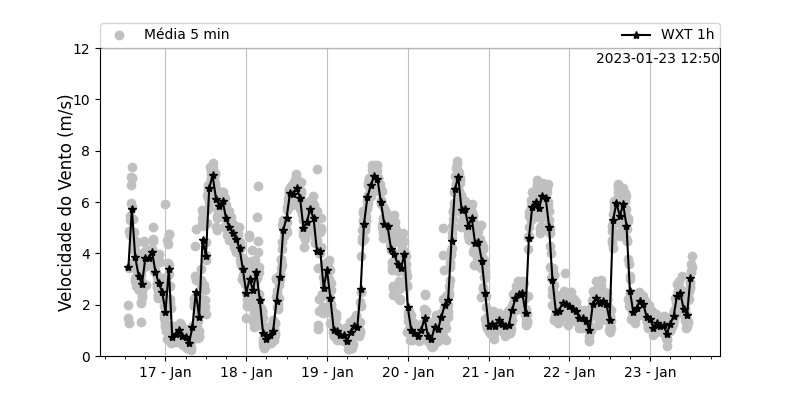 Média 5 min
WXT 1h
2023-01-23 12:50
Velocidade do Vento (m/s)
12
10
8
6
4
2
0
17 - Jan 18 - Jan 19 - Jan 20 - Jan 21 - Jan 22 - Jan 23 - Jan